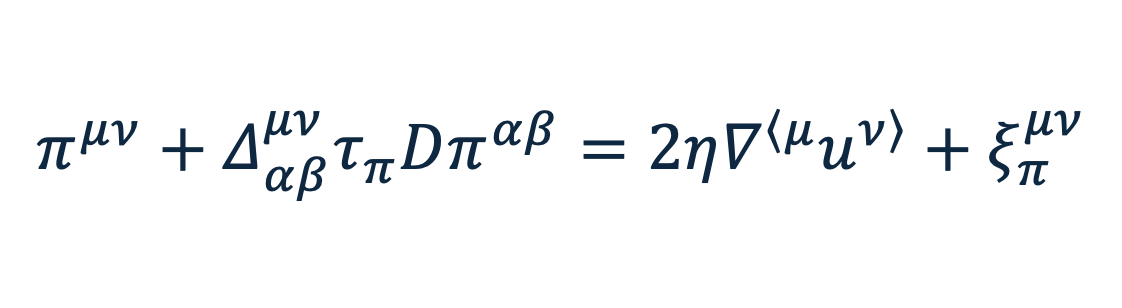 π^{μν} + Δ^{μν}_{αβ} τ_π Dπ^{αβ} = 2η∇^{⟨μ}u^{ν⟩} + ξ^{μν}_π